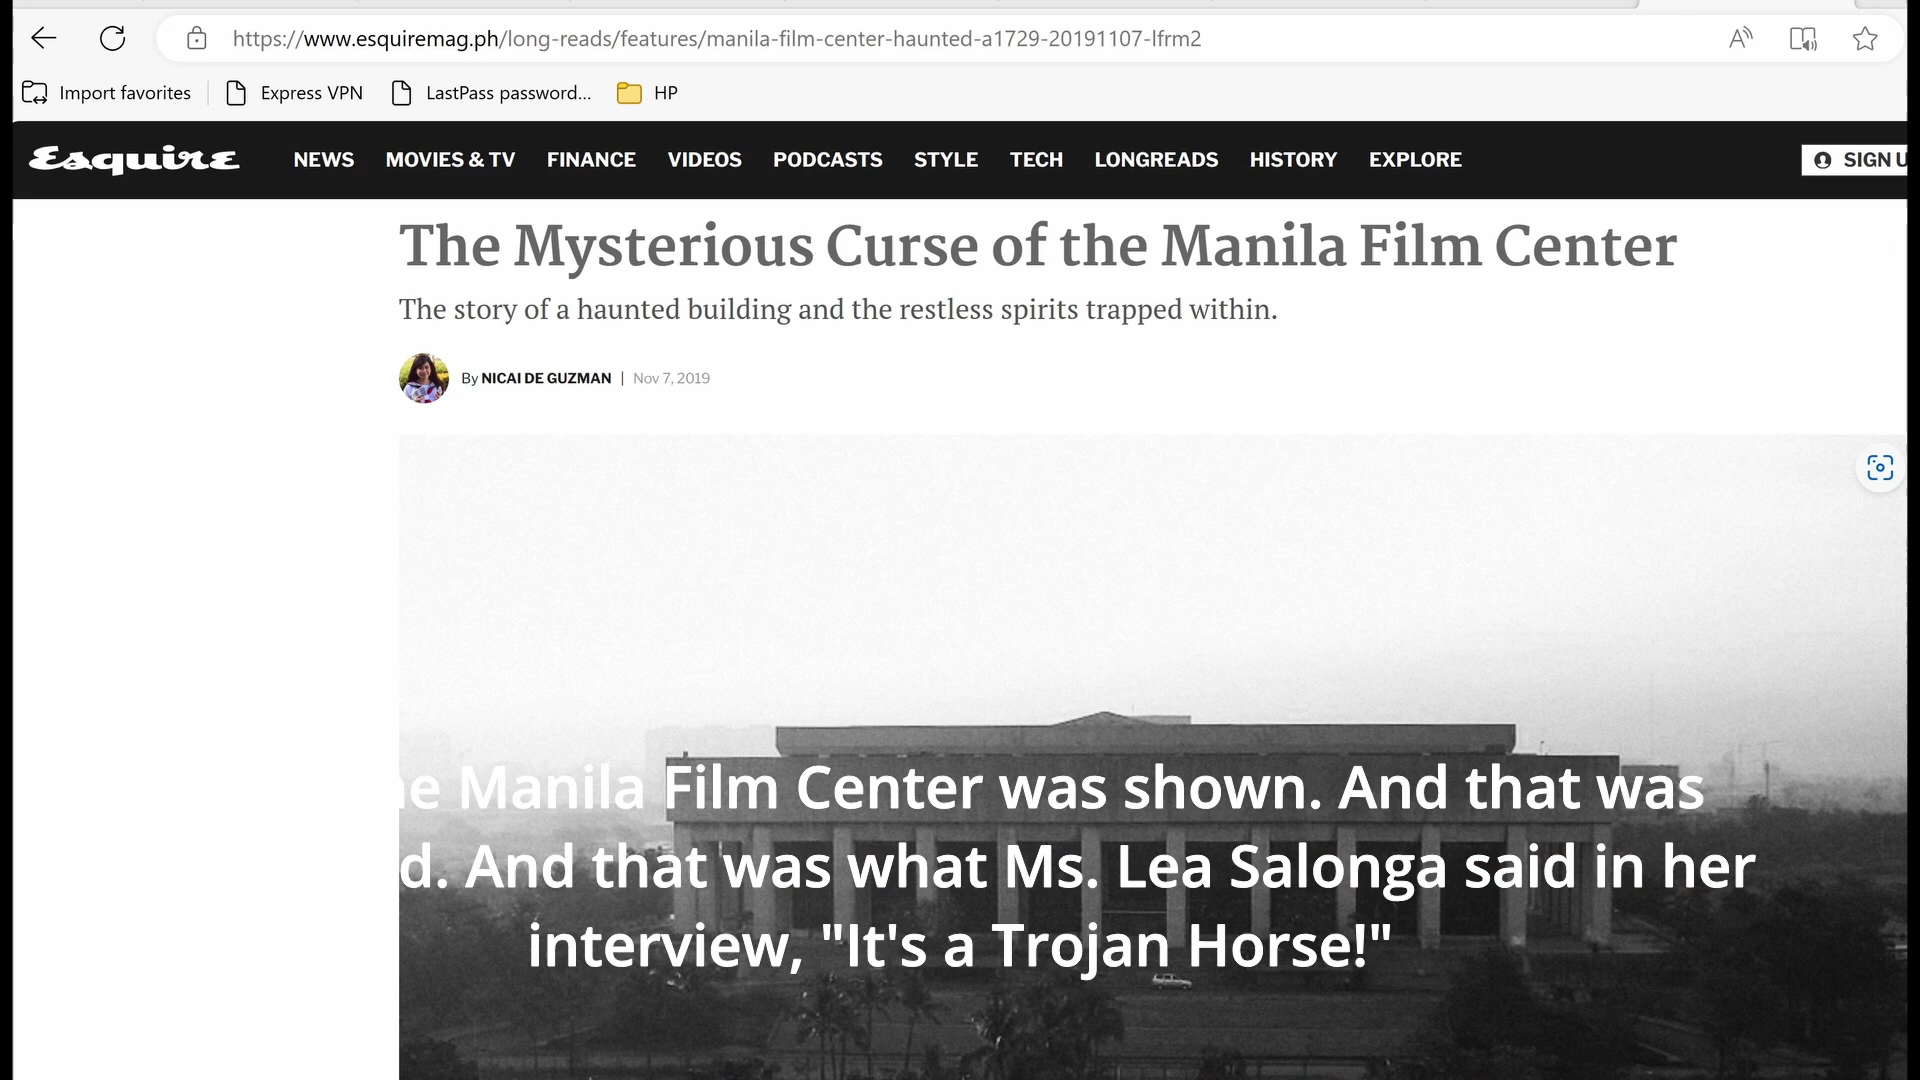 https://www.esquiremag.ph/long-reads/features/manila-film-center-haunted-a1729-20191107-lfrm2
Import favorites
Express VPN
LastPass password...
HP
Esquire
NEWS
MOVIES & TV
FINANCE
VIDEOS
PODCASTS
STYLE
TECH
LONGREADS
HISTORY
EXPLORE
SIGN U
The Mysterious Curse of the Manila Film Center
The story of a haunted building and the restless spirits trapped within.
By NICAI DE GUZMAN | Nov 7, 2019
Manila Film Center was shown. And that was
And that was what Ms. Lea Salonga said in her
interview, "It's a Trojan Horse!"